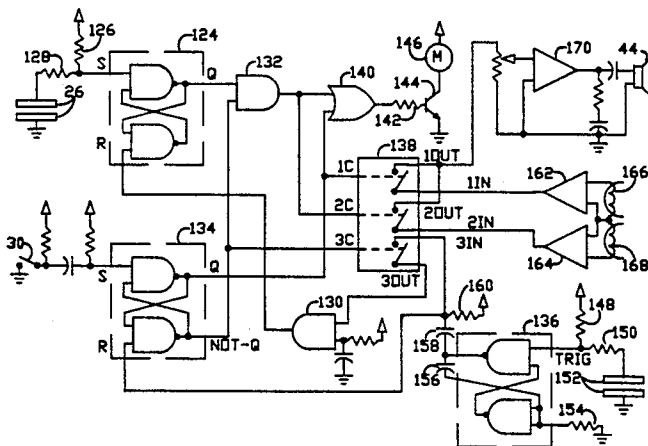 126
124
128
S
Q
132
146
M
140
144
142
170
44
26
R
138
1OUT
1C
1IN
162
166
2C
2OUT
2IN
3IN
164
168
3C
3OUT
30
134
S
Q
R
NOT-Q
130
160
158
136
148
150
TRIG
156
152
154